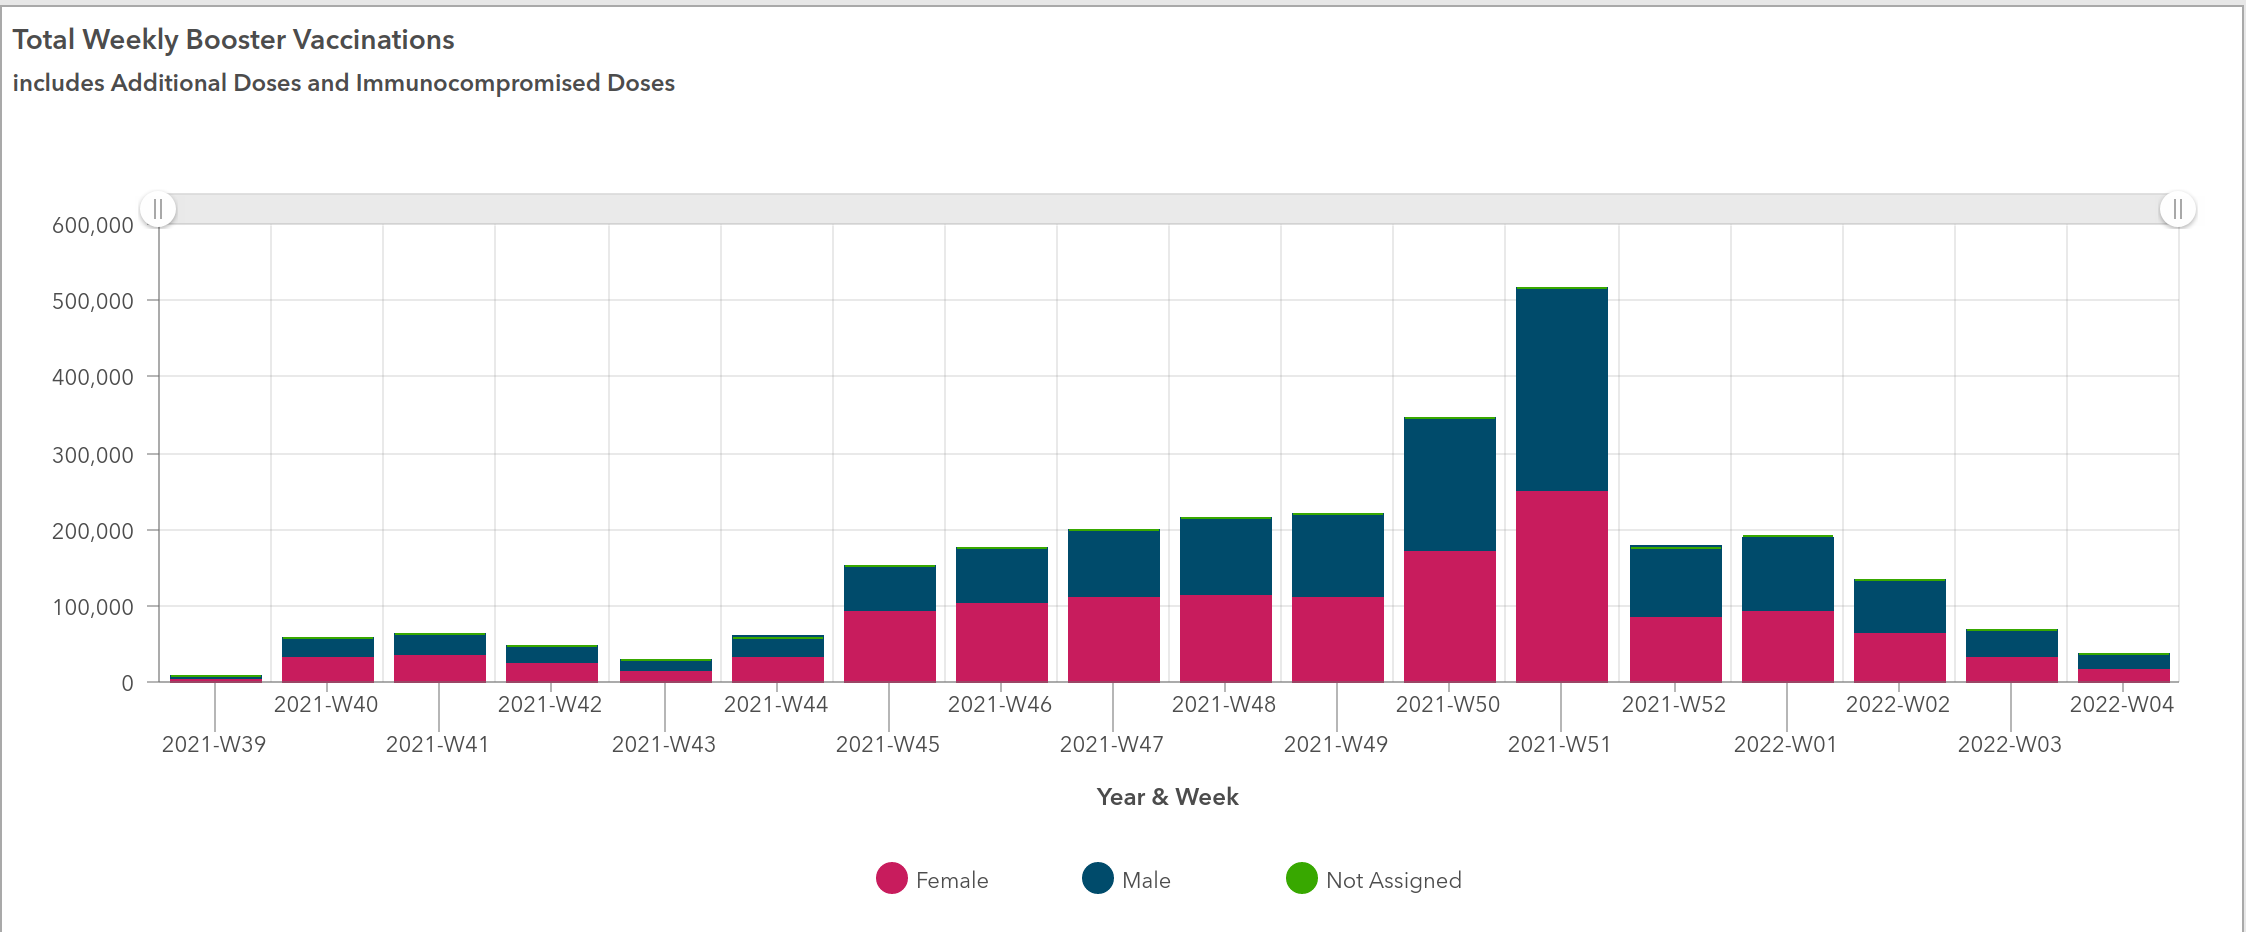 Total Weekly Booster Vaccinations
includes Additional Doses and Immunocompromised Doses
600,000
500,000
400,000
300,000
200,000
100,000
0
2021-W40 2021-W42 2021-W44 2021-W46 2021-W48 2021-W50 2021-W52 2022-W02 2022-W04
2021-W39 2021-W41 2021-W43 2021-W45 2021-W47 2021-W49 2021-W51 2022-W01 2022-W03
Year & Week
Female Male Not Assigned